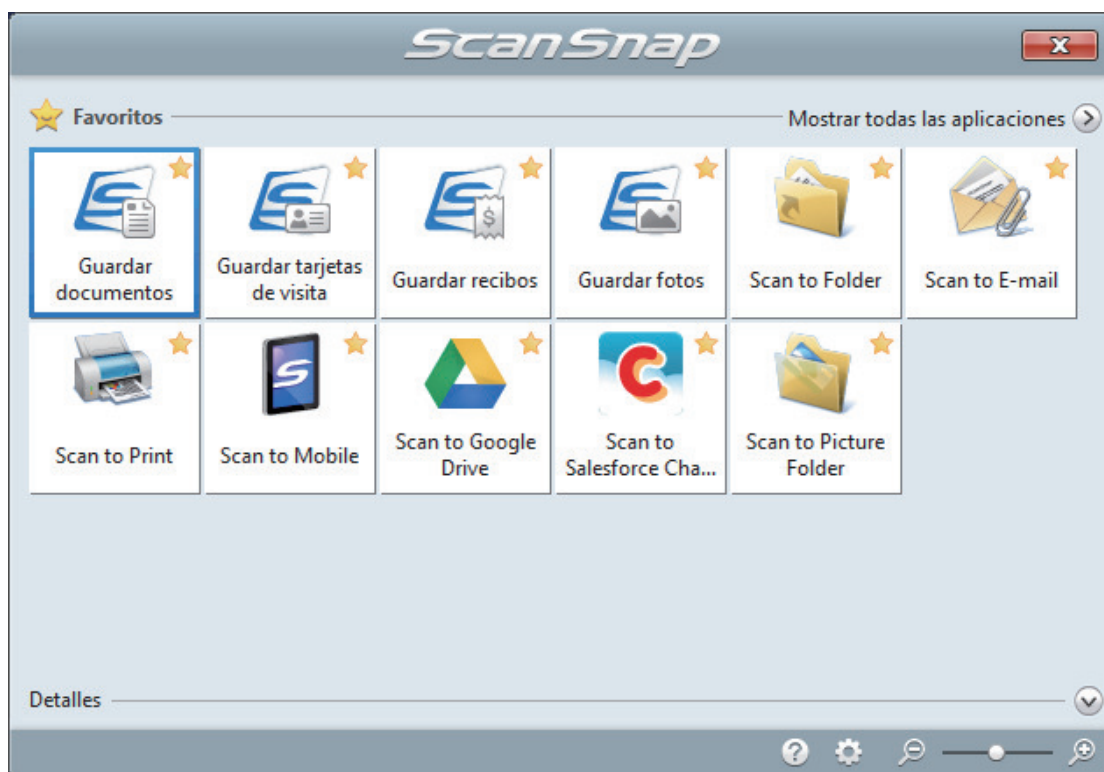 ScanSnap
Favoritos
Mostrar todas las aplicaciones
Guardar
documentos
Guardar tarjetas
de visita
Guardar recibos
Guardar fotos
Scan to Folder
Scan to E-mail
Scan to Print
Scan to Mobile
Scan to Google
Drive
Scan to
Salesforce Cha...
Scan to Picture
Folder
Detalles